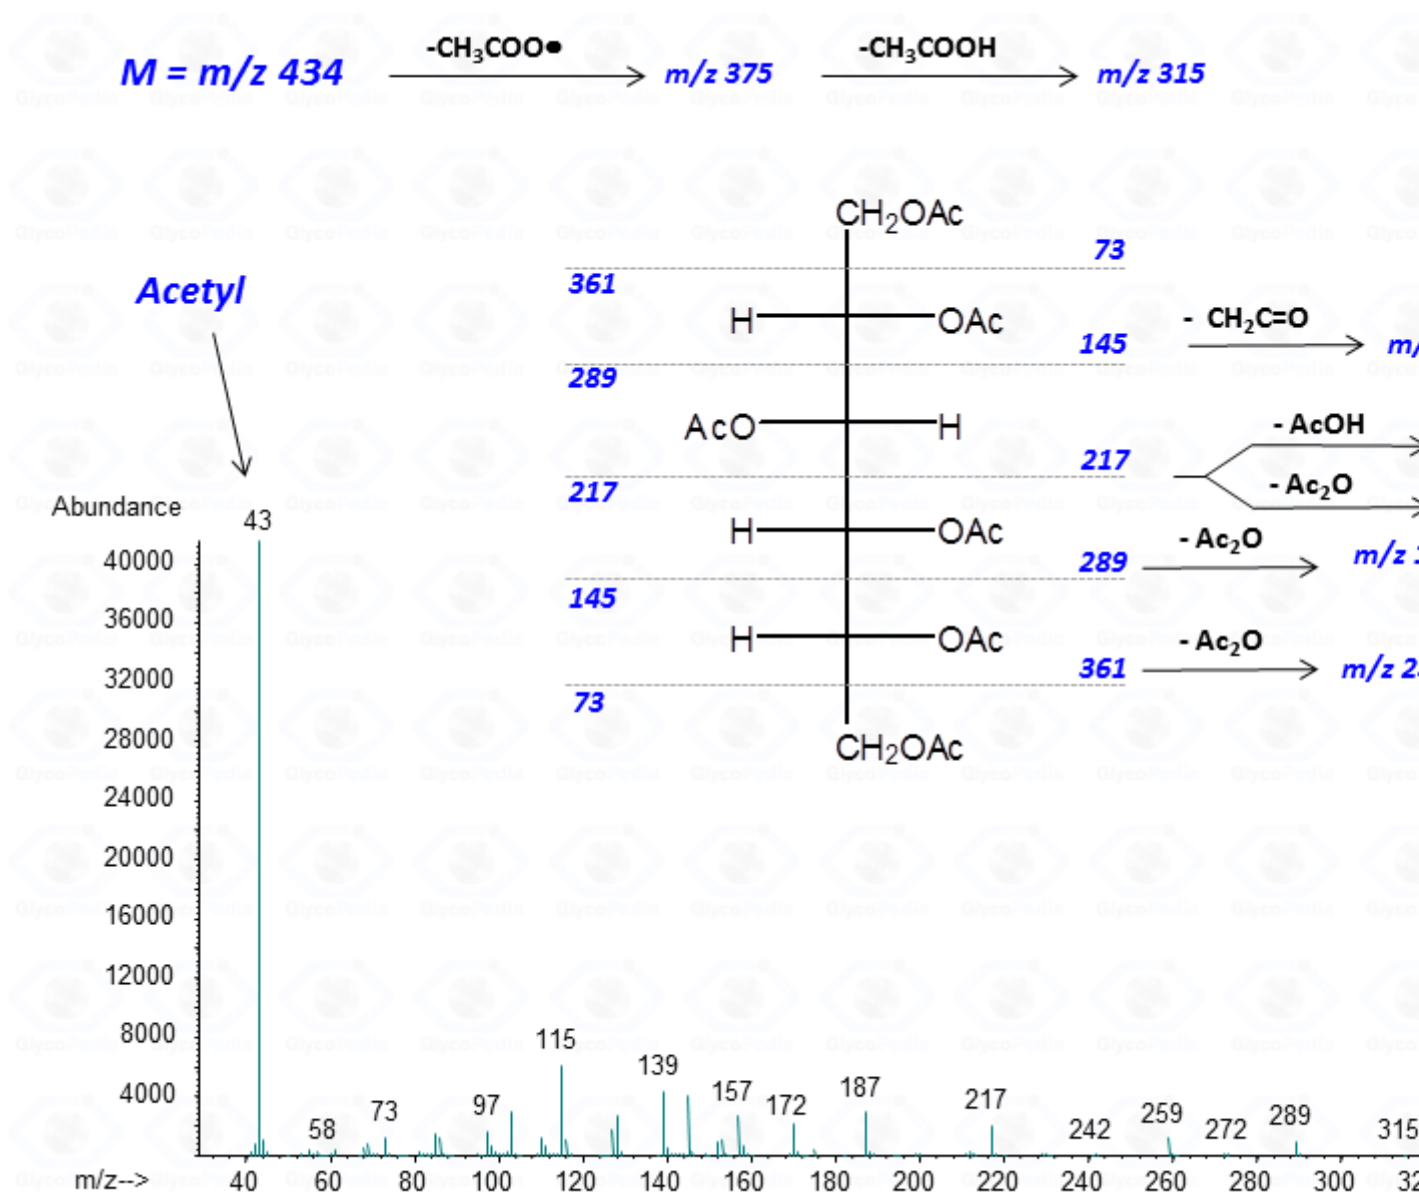 M = m/z 434
-CH₃COO●
m/z 375
-CH₃COOH
m/z 315
CH₂OAc
73
361
H
OAc
- CH₂C=O
145
m/
289
AcO
H
- AcOH
217
- Ac₂O
217
H
OAc
- Ac₂O
289
m/z
145
H
OAc
- Ac₂O
361
m/z 2
73
CH₂OAc
Acetyl
Abundance
43
40000
36000
32000
28000
24000
20000
16000
12000
8000
4000
58
73
97
115
139
157
172
187
217
242
259
272
289
315
m/z-->
40 60 80 100 120 140 160 180 200 220 240 260 280 300 32
GlycoPedia